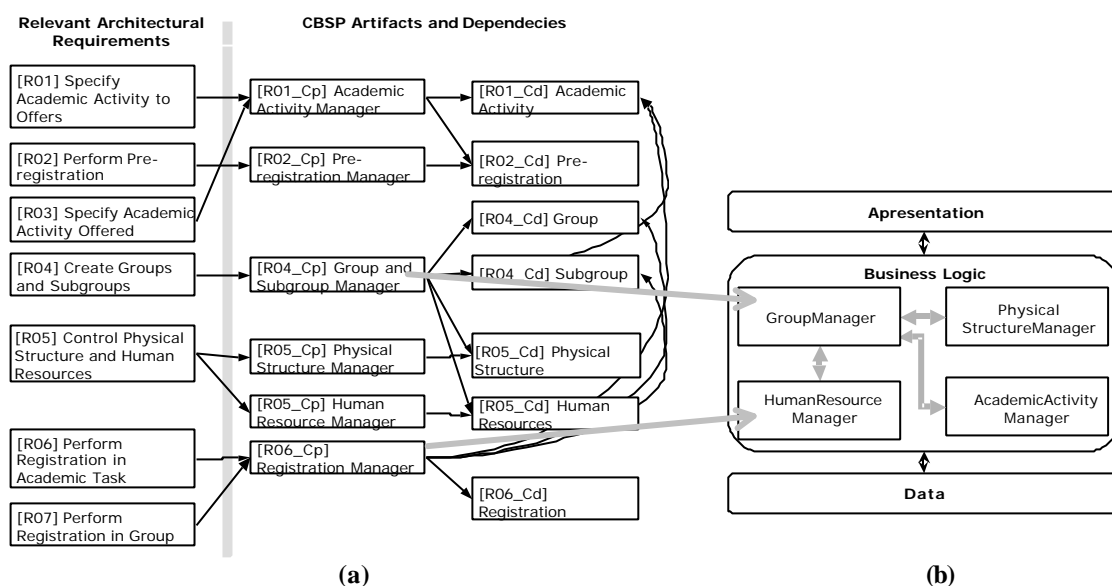 Relevant Architectural
Requirements
CBSP Artifacts and Dependecies
[R01] Specify
Academic Activity to
Offers
[R02] Perform Pre-
registration
[R03] Specify Academic
Activity Offered
[R04] Create Groups
and Subgroups
[R05] Control Physical
Structure and Human
Resources
[R06] Perform
Registration in
Academic Task
[R07] Perform
Registration in Group
[R01_Cp] Academic
Activity Manager
[R02_Cp] Pre-
registration Manager
[R04_Cp] Group and
Subgroup Manager
[R05_Cp] Physical
Structure Manager
[R05_Cp] Human
Resource Manager
[R06_Cp]
Registration Manager
[R01_Cd] Academic
Activity
[R02_Cd] Pre-
registration
[R04_Cd] Group
[R04_Cd] Subgroup
[R05_Cd] Physical
Structure
[R05_Cd] Human
Resources
[R06_Cd]
Registration
(a)
Apresentation
Business Logic
GroupManager
Physical
StructureManager
HumanResource
Manager
AcademicActivity
Manager
Data
(b)